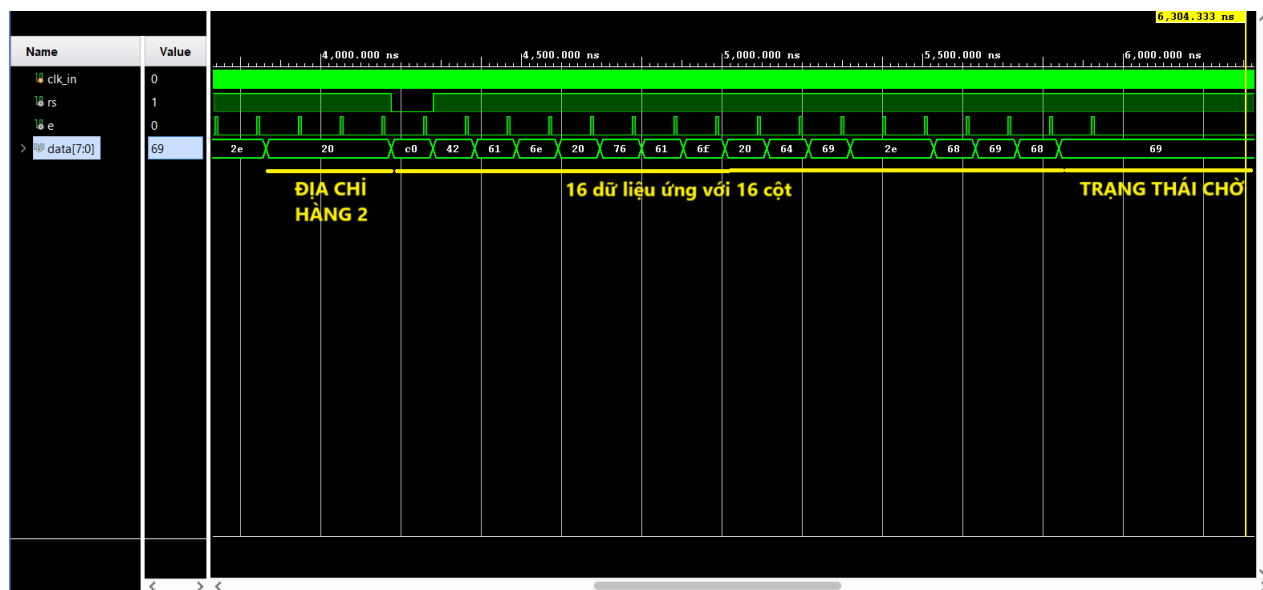 6,304.333 ns
Name Value
4,000.000 ns 4,500.000 ns 5,000.000 ns 5,500.000 ns 6,000.000 ns
clk_in 0
rs 1
e 0
data[7:0] 69 2e 20 c0 42 61 6e 20 76 61 6f 20 64 69 2e 68 69 68 69
ĐỊA CHỈ
HÀNG 2
16 dữ liệu ứng với 16 cột
TRẠNG THÁI CHỜ